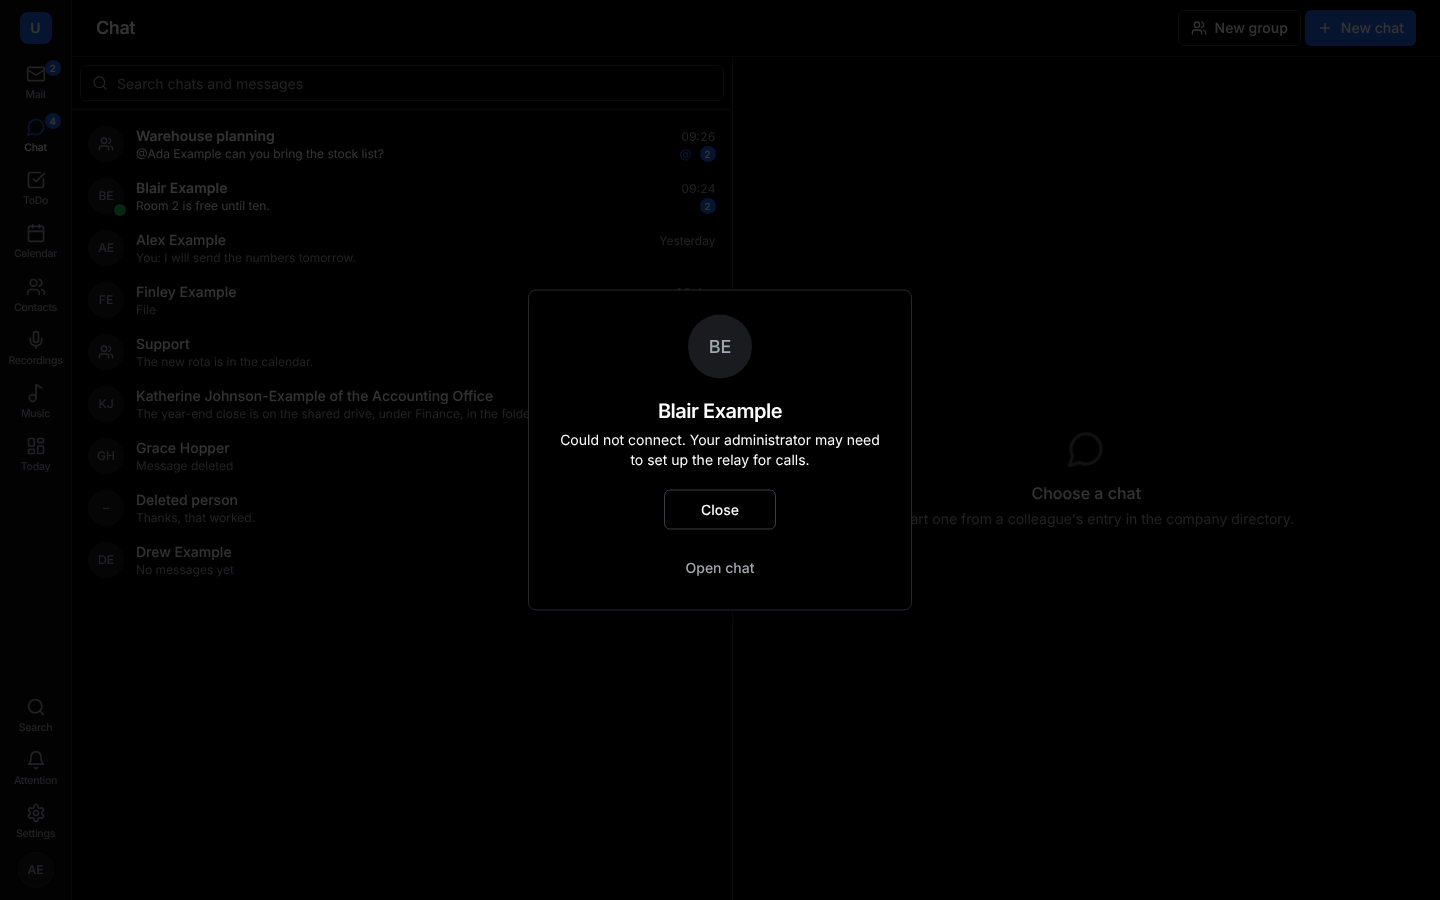 U
Chat
New group
New chat
2
Mail
4
Chat
ToDo
Calendar
Contacts
Recordings
Music
Today
Search
Attention
Settings
AE
Search chats and messages
Warehouse planning
09:26
@Ada Example can you bring the stock list?
@ 2
BE
Blair Example
09:24
Room 2 is free until ten.
2
AE
Alex Example
Yesterday
You: I will send the numbers tomorrow.
FE
Finley Example
File
Support
The new rota is in the calendar.
KJ
Katherine Johnson-Example of the Accounting Office
The year-end close is on the shared drive, under Finance, in the folde
GH
Grace Hopper
Message deleted
–
Deleted person
Thanks, that worked.
DE
Drew Example
No messages yet
BE
Blair Example
Could not connect. Your administrator may need
to set up the relay for calls.
Close
Open chat
Choose a chat
art one from a colleague's entry in the company directory.